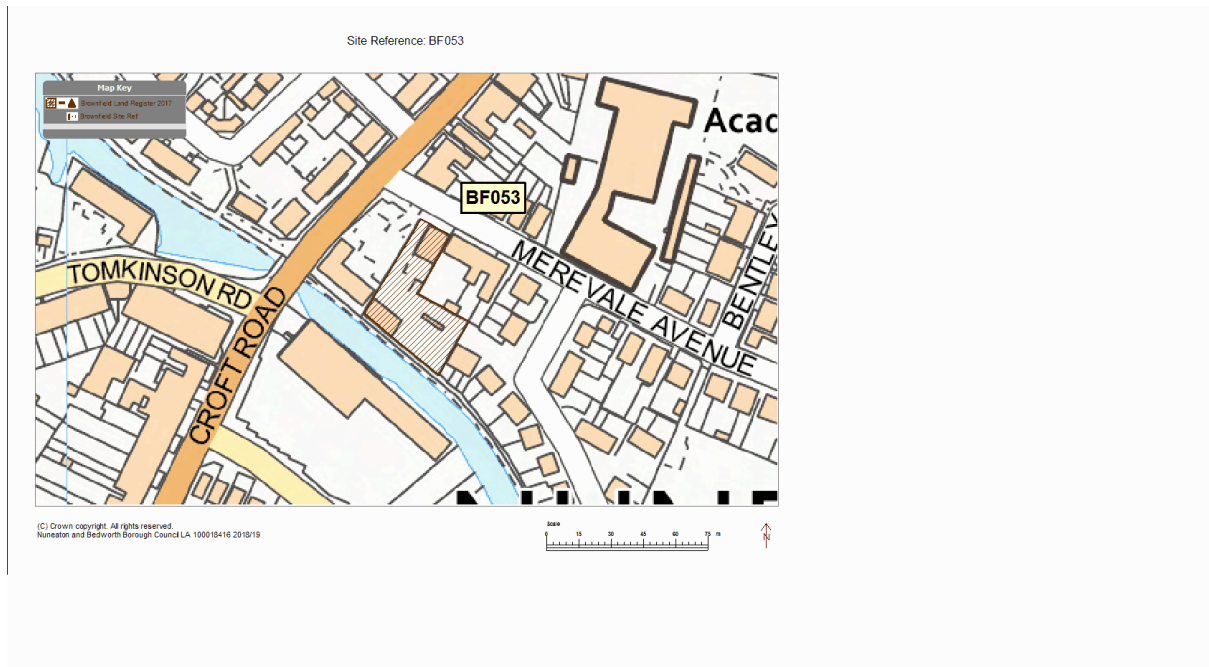 Site Reference: BF053
Map Key
Brownfield Land Register 2017
Brownfield Site Ref
Acac
BF053
MEREVALE AVENUE
BENTLEY
TOMKINSON RD
CROFT ROAD
(C) Crown copyright. All rights reserved.
Nuneaton and Bedworth Borough Council LA 100018416 2018/19
Scale
0 15 30 45 60 75 m
N